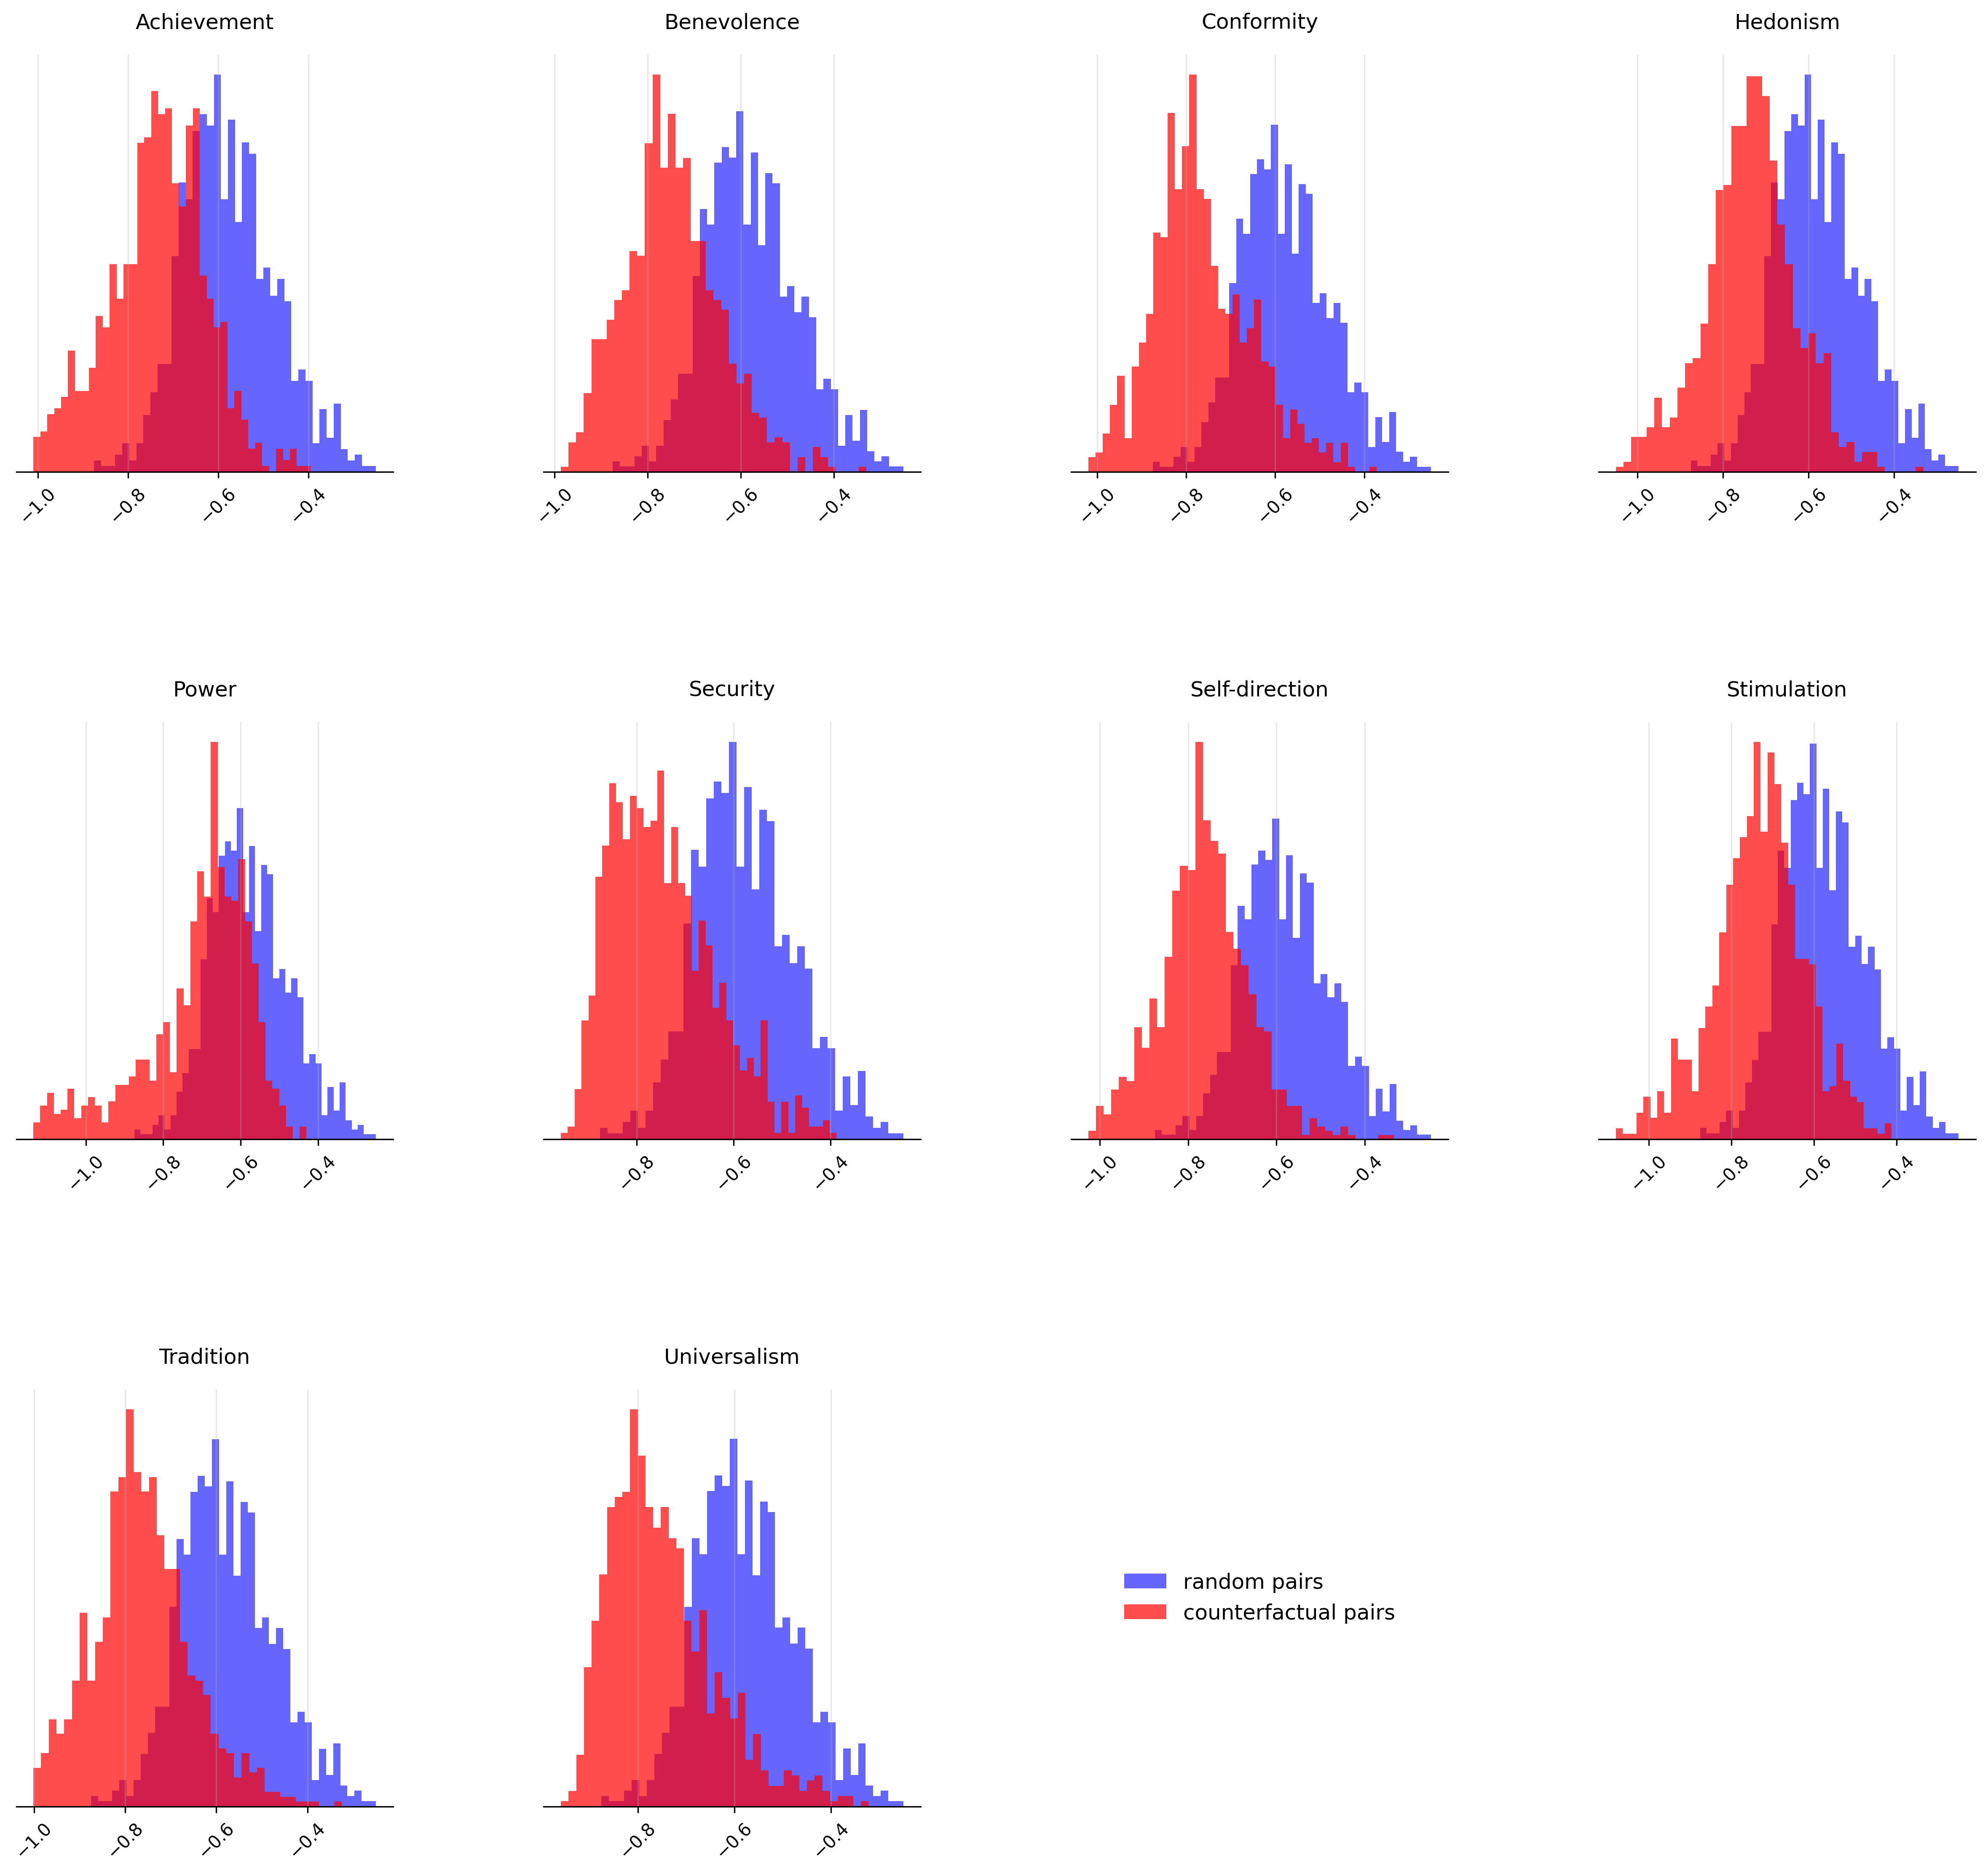 Achievement Benevolence Conformity Hedonism
−1.0 −0.8 −0.6 −0.4 −1.0 −0.8 −0.6 −0.4 −1.0 −0.8 −0.6 −0.4 −1.0 −0.8 −0.6 −0.4
Power Security Self-direction Stimulation
−1.0 −0.8 −0.6 −0.4 −0.8 −0.6 −0.4 −1.0 −0.8 −0.6 −0.4 −1.0 −0.8 −0.6 −0.4
Tradition Universalism
random pairs
counterfactual pairs
−1.0 −0.8 −0.6 −0.4 −0.8 −0.6 −0.4